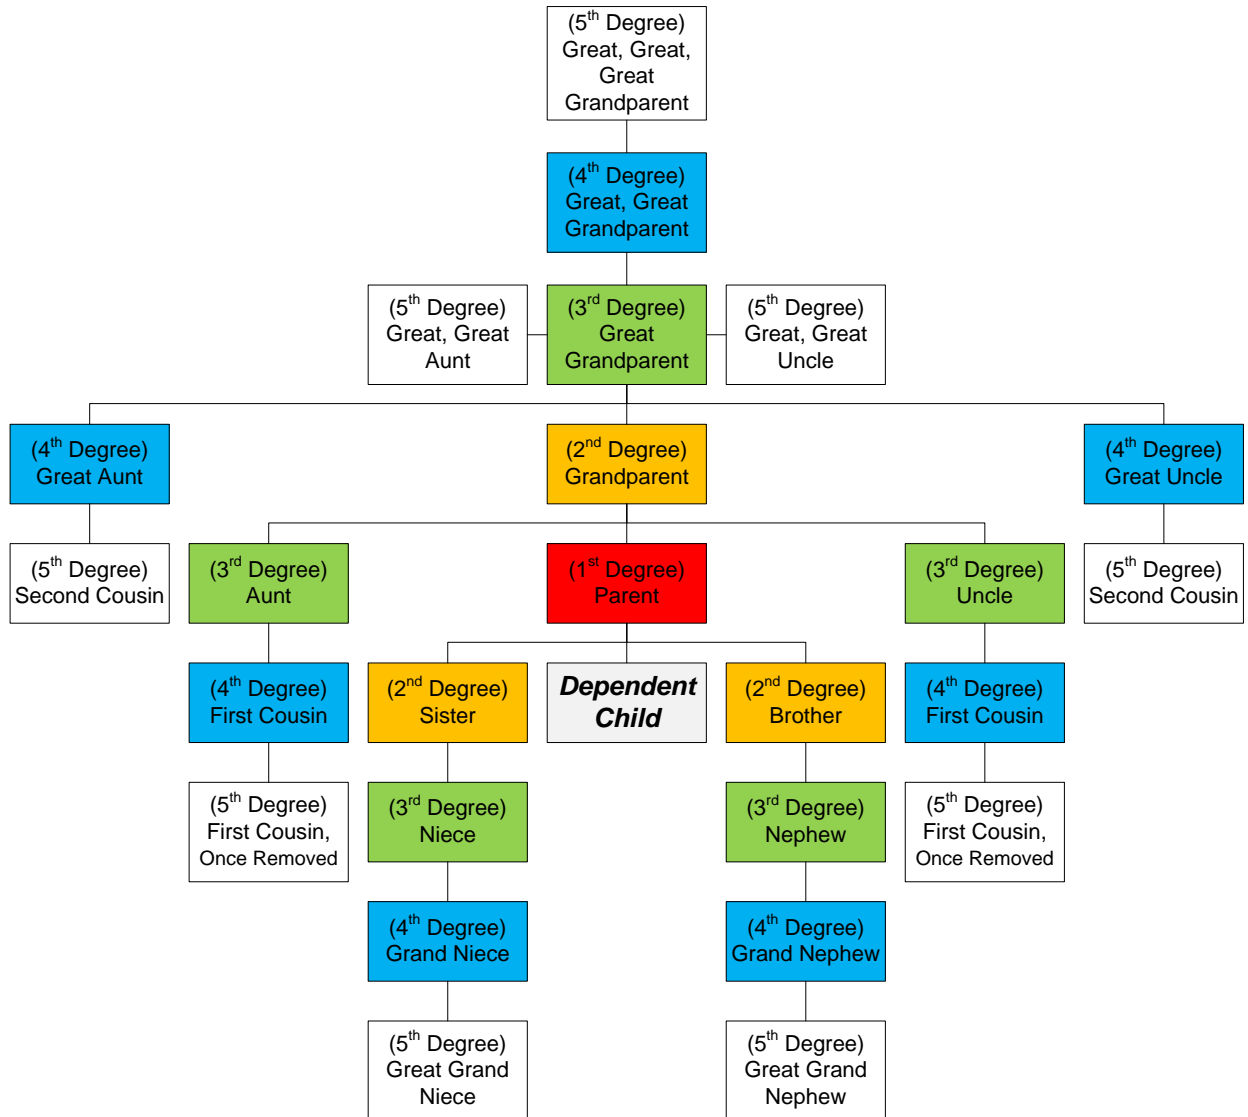 (5th Degree)
Great, Great,
Great
Grandparent
(4th Degree)
Great, Great
Grandparent
(5th Degree)
Great, Great
Aunt
(3rd Degree)
Great
Grandparent
(5th Degree)
Great, Great
Uncle
(4th Degree)
Great Aunt
(2nd Degree)
Grandparent
(4th Degree)
Great Uncle
(5th Degree)
Second Cousin
(3rd Degree)
Aunt
(1st Degree)
Parent
(3rd Degree)
Uncle
(5th Degree)
Second Cousin
(4th Degree)
First Cousin
(2nd Degree)
Sister
Dependent
Child
(2nd Degree)
Brother
(4th Degree)
First Cousin
(5th Degree)
First Cousin,
Once Removed
(3rd Degree)
Niece
(3rd Degree)
Nephew
(5th Degree)
First Cousin,
Once Removed
(4th Degree)
Grand Niece
(4th Degree)
Grand Nephew
(5th Degree)
Great Grand
Niece
(5th Degree)
Great Grand
Nephew